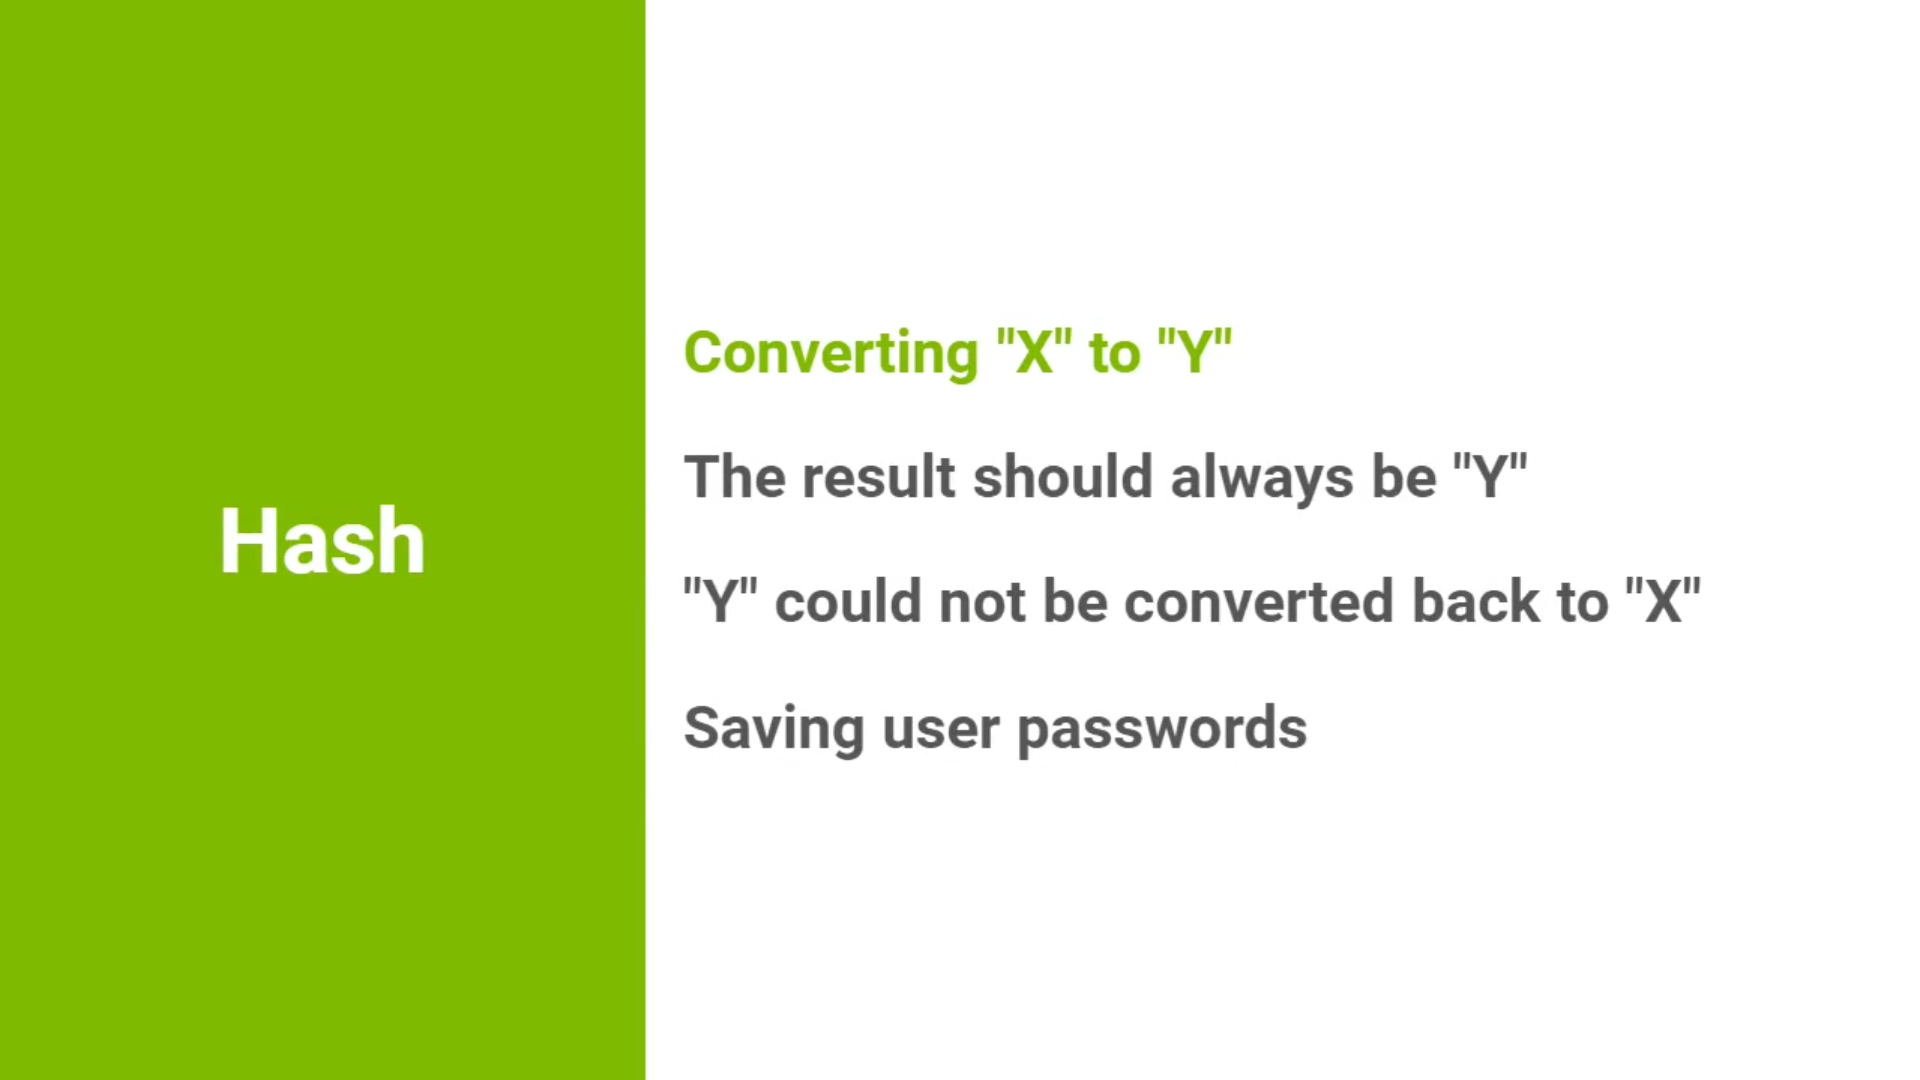 Hash
Converting "X" to "Y"
The result should always be "Y"
"Y" could not be converted back to "X"
Saving user passwords